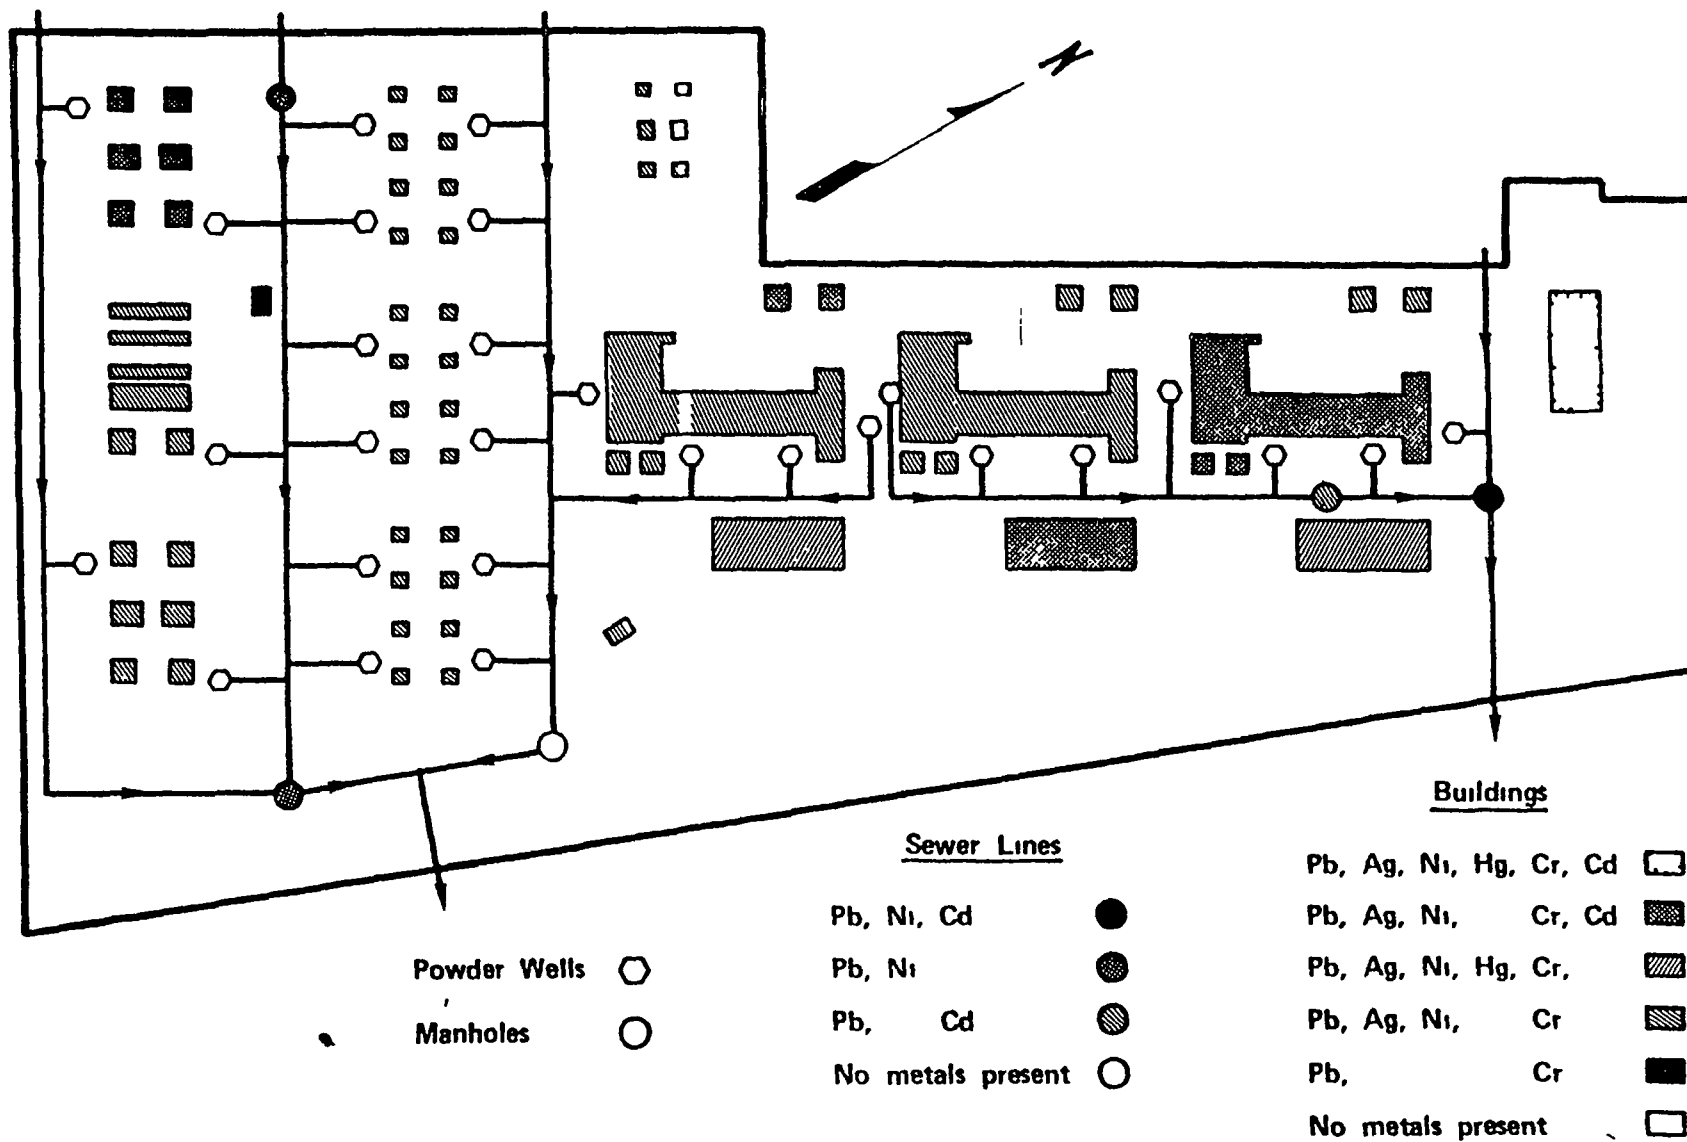 N
Buildings
Sewer Lines
Pb, Ag, Ni, Hg, Cr, Cd
Pb, Ni, Cd
Pb, Ag, Ni, Cr, Cd
Powder Wells
Pb, Ni
Pb, Ag, Ni, Hg, Cr,
Manholes
Pb, Cd
Pb, Ag, Ni, Cr
No metals present
Pb, Cr
No metals present